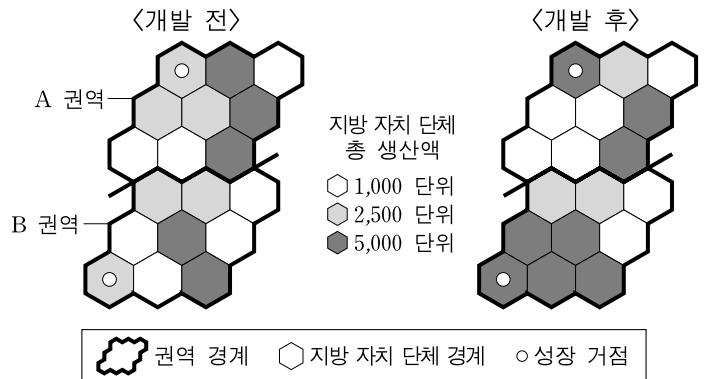 〈개발 전〉
〈개발 후〉
A 권역
B 권역
지방 자치 단체
총 생산액
1,000 단위
2,500 단위
5,000 단위
권역 경계
지방 자치 단체 경계
성장 거점